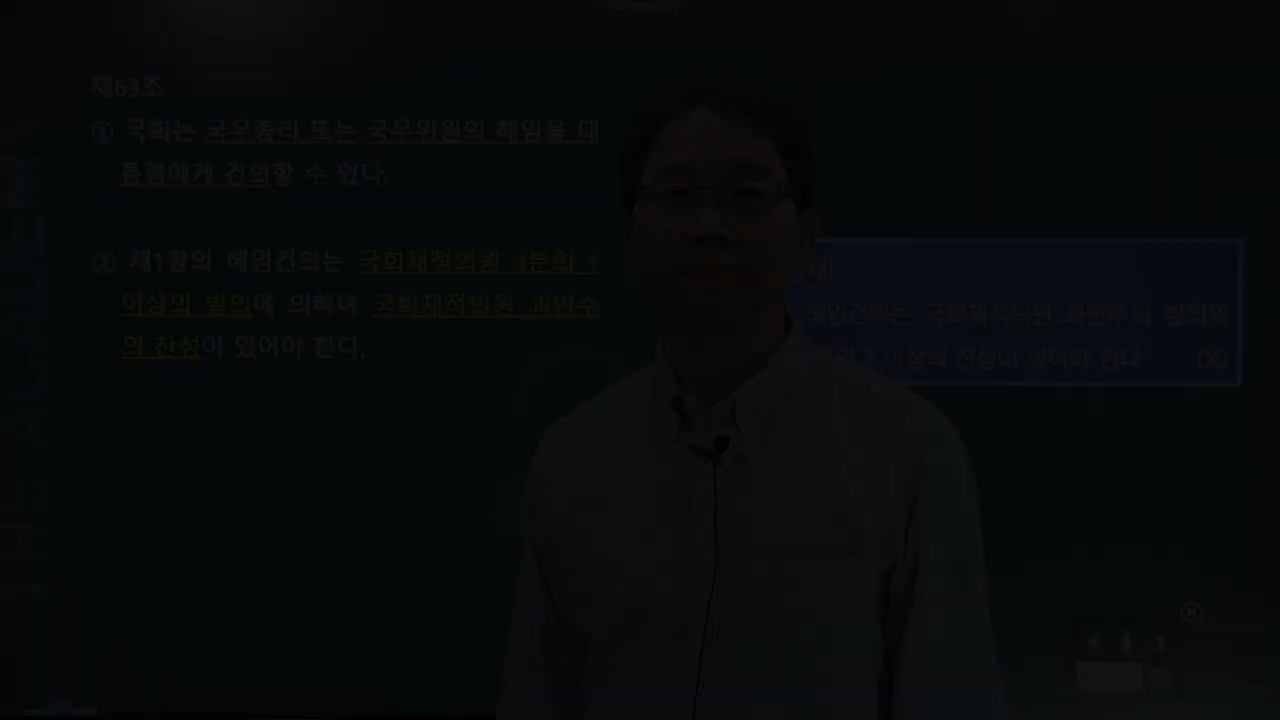 제63조
① 국회는 국무총리 또는 국무위원의 해임을 대
통령에게 건의할 수 있다.
② 제1항의 해임건의는 국회재적의원 3분의 1
이상의 발의에 의하여 국회재적의원 과반수
의 찬성이 있어야 한다.
해임건의는 국회재적의원 과반수의 발의와
2 이상의 찬성이 있어야 한다 (X)